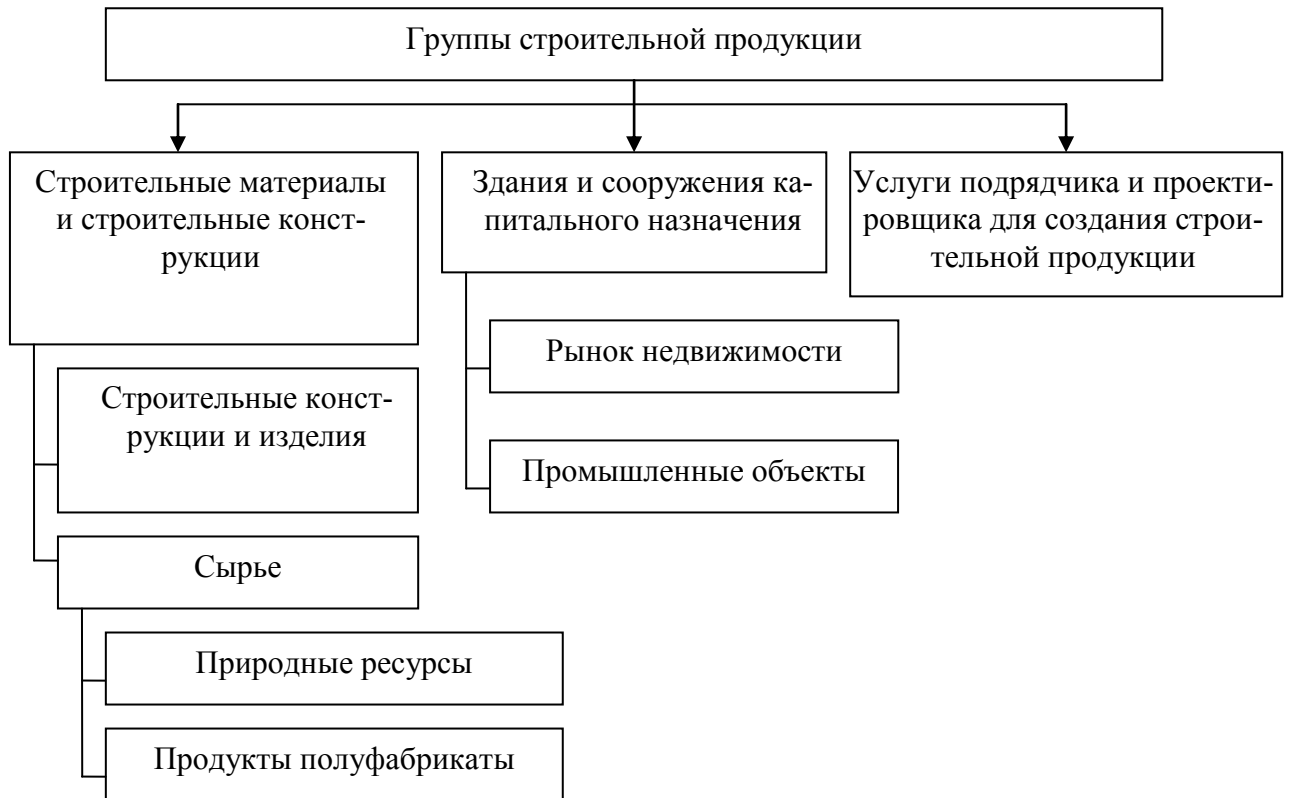 Группы строительной продукции
Строительные материалы
и строительные конст-
рукции
Здания и сооружения ка-
питального назначения
Услуги подрядчика и проекти-
ровщика для создания строи-
тельной продукции
Рынок недвижимости
Строительные конст-
рукции и изделия
Промышленные объекты
Сырье
Природные ресурсы
Продукты полуфабрикаты